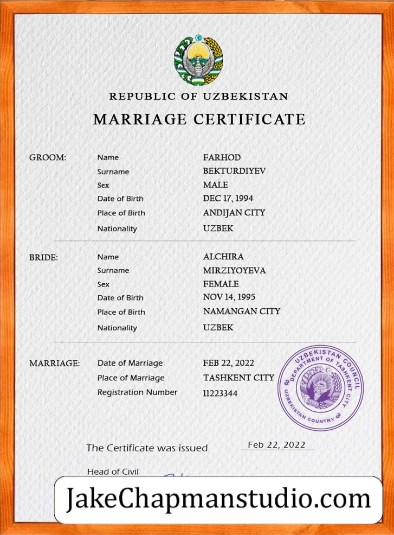 REPUBLIC OF UZBEKISTAN
MARRIAGE CERTIFICATE
GROOM: Name FARHOD
Surname BEKTURDIYEV
Sex MALE
Date of Birth DEC 17, 1994
Place of Birth ANDIJAN CITY
Nationality UZBEK
BRIDE: Name ALCHIRA
Surname MIRZIYOYEVA
Sex FEMALE
Date of Birth NOV 14, 1995
Place of Birth NAMANGAN CITY
Nationality UZBEK
MARRIAGE: Date of Marriage FEB 22, 2022
Place of Marriage TASHKENT CITY
Registration Number 11223344
UZBEKISTAN COUNCIL
DEPARTMENT OF TASHKENT CITY
UZBEKISTAN COUNTRY
The Certificate was issued Feb 22, 2022
Head of Civil
JakeChapmanstudio.com